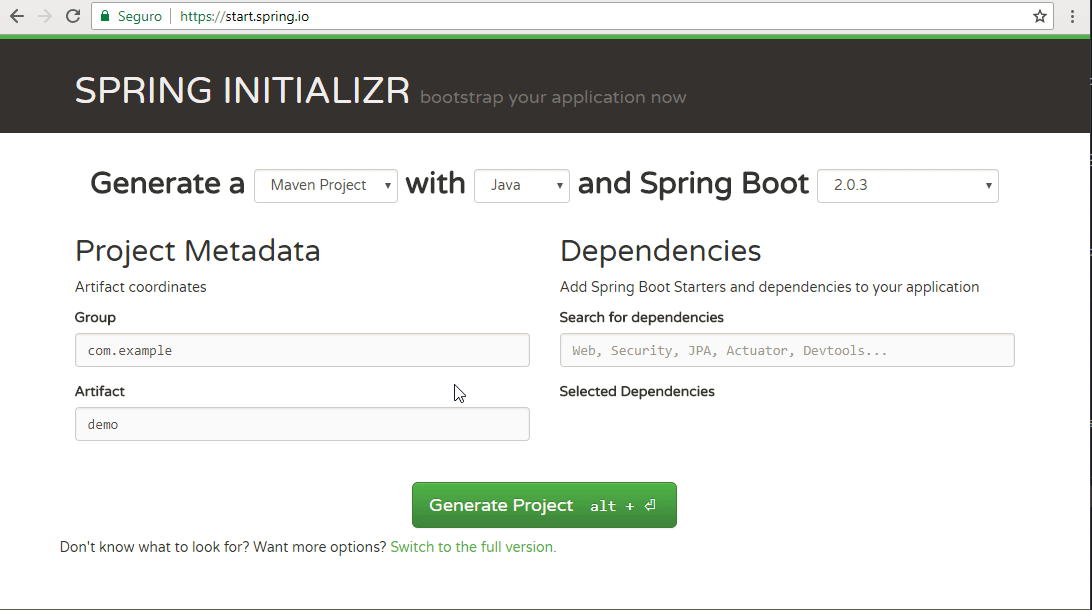 Seguro https://start.spring.io
SPRING INITIALIZR bootstrap your application now
Generate a Maven Project with Java and Spring Boot 2.0.3
Project Metadata
Artifact coordinates
Group
com.example
Artifact
demo
Dependencies
Add Spring Boot Starters and dependencies to your application
Search for dependencies
Web, Security, JPA, Actuator, Devtools...
Selected Dependencies
Generate Project alt + ⏎
Don't know what to look for? Want more options? Switch to the full version.